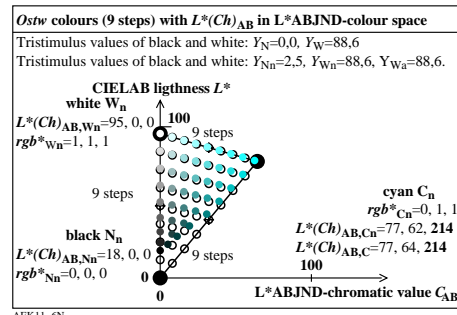 Ostw colours (9 steps) with L*(Ch)AB in L*ABJND-colour space
Tristimulus values of black and white: YN=0,0, YW=88,6
Tristimulus values of black and white: YNn=2,5, YWn=88,6, YWa=88,6.
CIELAB ligthness L*
white Wn
100
L*(Ch)AB,Wn=95, 0, 0
9 steps
rgb*Wn=1, 1, 1
9 steps
cyan Cn
rgb*Cn=0, 1, 1
black Nn
L*(Ch)AB,Cn=77, 62, 214
L*(Ch)AB,Nn=18, 0, 0
L*(Ch)AB,C=77, 64, 214
9 steps
rgb*Nn=0, 0, 0
0
100
0
L*ABJND-chromatic value CAB